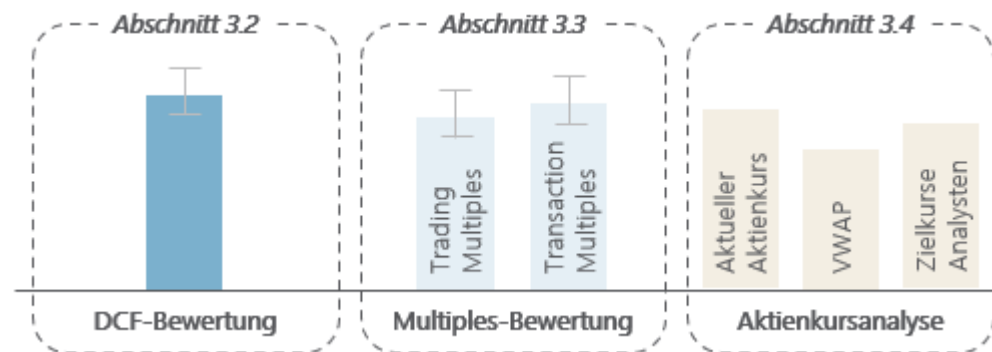 Abschnitt 3.2
Abschnitt 3.3
Abschnitt 3.4
Trading
Multiples
Transaction
Multiples
Aktueller
Aktienkurs
VWAP
Zielkurse
Analysten
DCF-Bewertung
Multiples-Bewertung
Aktienkursanalyse